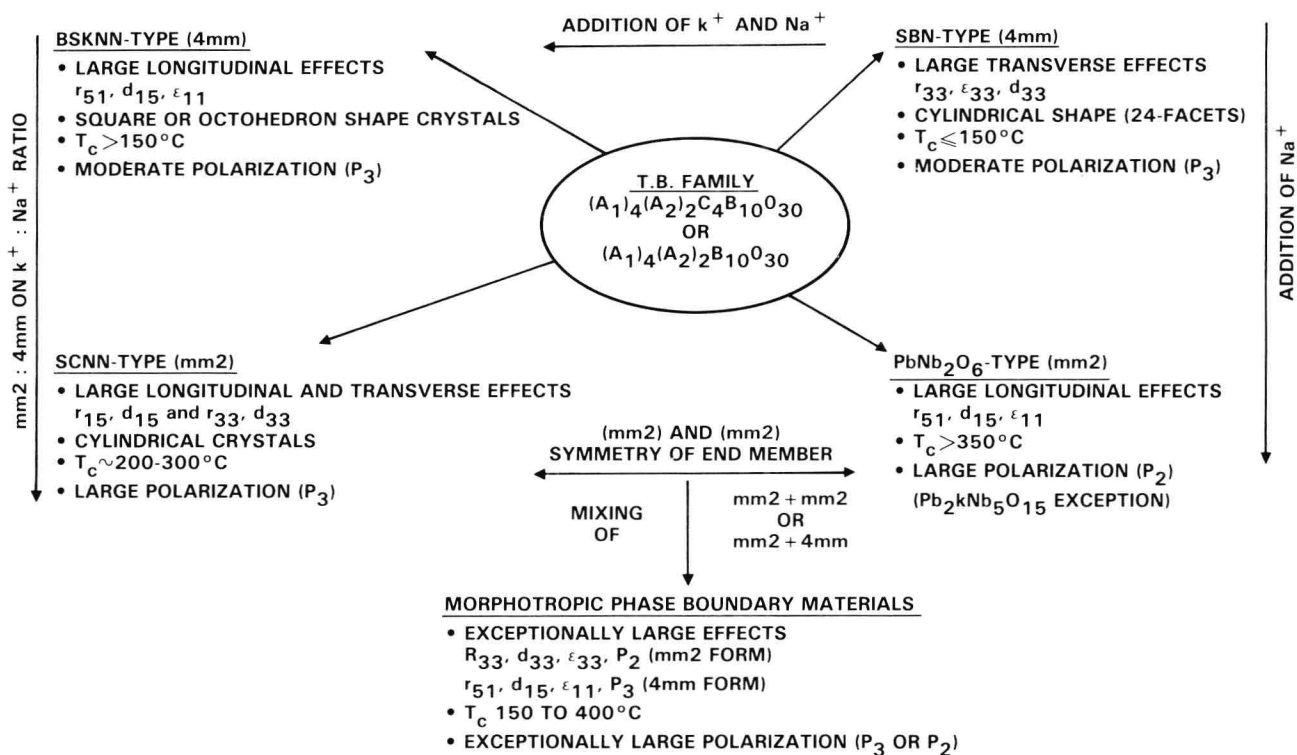 ADDITION OF k⁺ AND Na⁺
BSKNN-TYPE (4mm)
• LARGE LONGITUDINAL EFFECTS
r₅₁, d₁₅, ε₁₁
• SQUARE OR OCTOHEDRON SHAPE CRYSTALS
• T_c >150°C
• MODERATE POLARIZATION (P₃)
SBN-TYPE (4mm)
• LARGE TRANSVERSE EFFECTS
r₃₃, ε₃₃, d₃₃
• CYLINDRICAL SHAPE (24-FACETS)
• T_c ⩽150°C
• MODERATE POLARIZATION (P₃)
mm2 : 4mm ON k⁺ : Na⁺ RATIO
ADDITION OF Na⁺
T.B. FAMILY
(A₁)₄(A₂)₂C₄B₁₀O₃₀
OR
(A₁)₄(A₂)₂B₁₀O₃₀
SCNN-TYPE (mm2)
• LARGE LONGITUDINAL AND TRANSVERSE EFFECTS
r₁₅, d₁₅ and r₃₃, d₃₃
• CYLINDRICAL CRYSTALS
• T_c ~200-300°C
• LARGE POLARIZATION (P₃)
PbNb₂O₆-TYPE (mm2)
• LARGE LONGITUDINAL EFFECTS
r₅₁, d₁₅, ε₁₁
• T_c >350°C
• LARGE POLARIZATION (P₂)
(Pb₂kNb₅O₁₅ EXCEPTION)
(mm2) AND (mm2)
SYMMETRY OF END MEMBER
MIXING
OF
mm2 + mm2
OR
mm2 + 4mm
MORPHOTROPIC PHASE BOUNDARY MATERIALS
• EXCEPTIONALLY LARGE EFFECTS
R₃₃, d₃₃, ε₃₃, P₂ (mm2 FORM)
r₅₁, d₁₅, ε₁₁, P₃ (4mm FORM)
• T_c 150 TO 400°C
• EXCEPTIONALLY LARGE POLARIZATION (P₃ OR P₂)